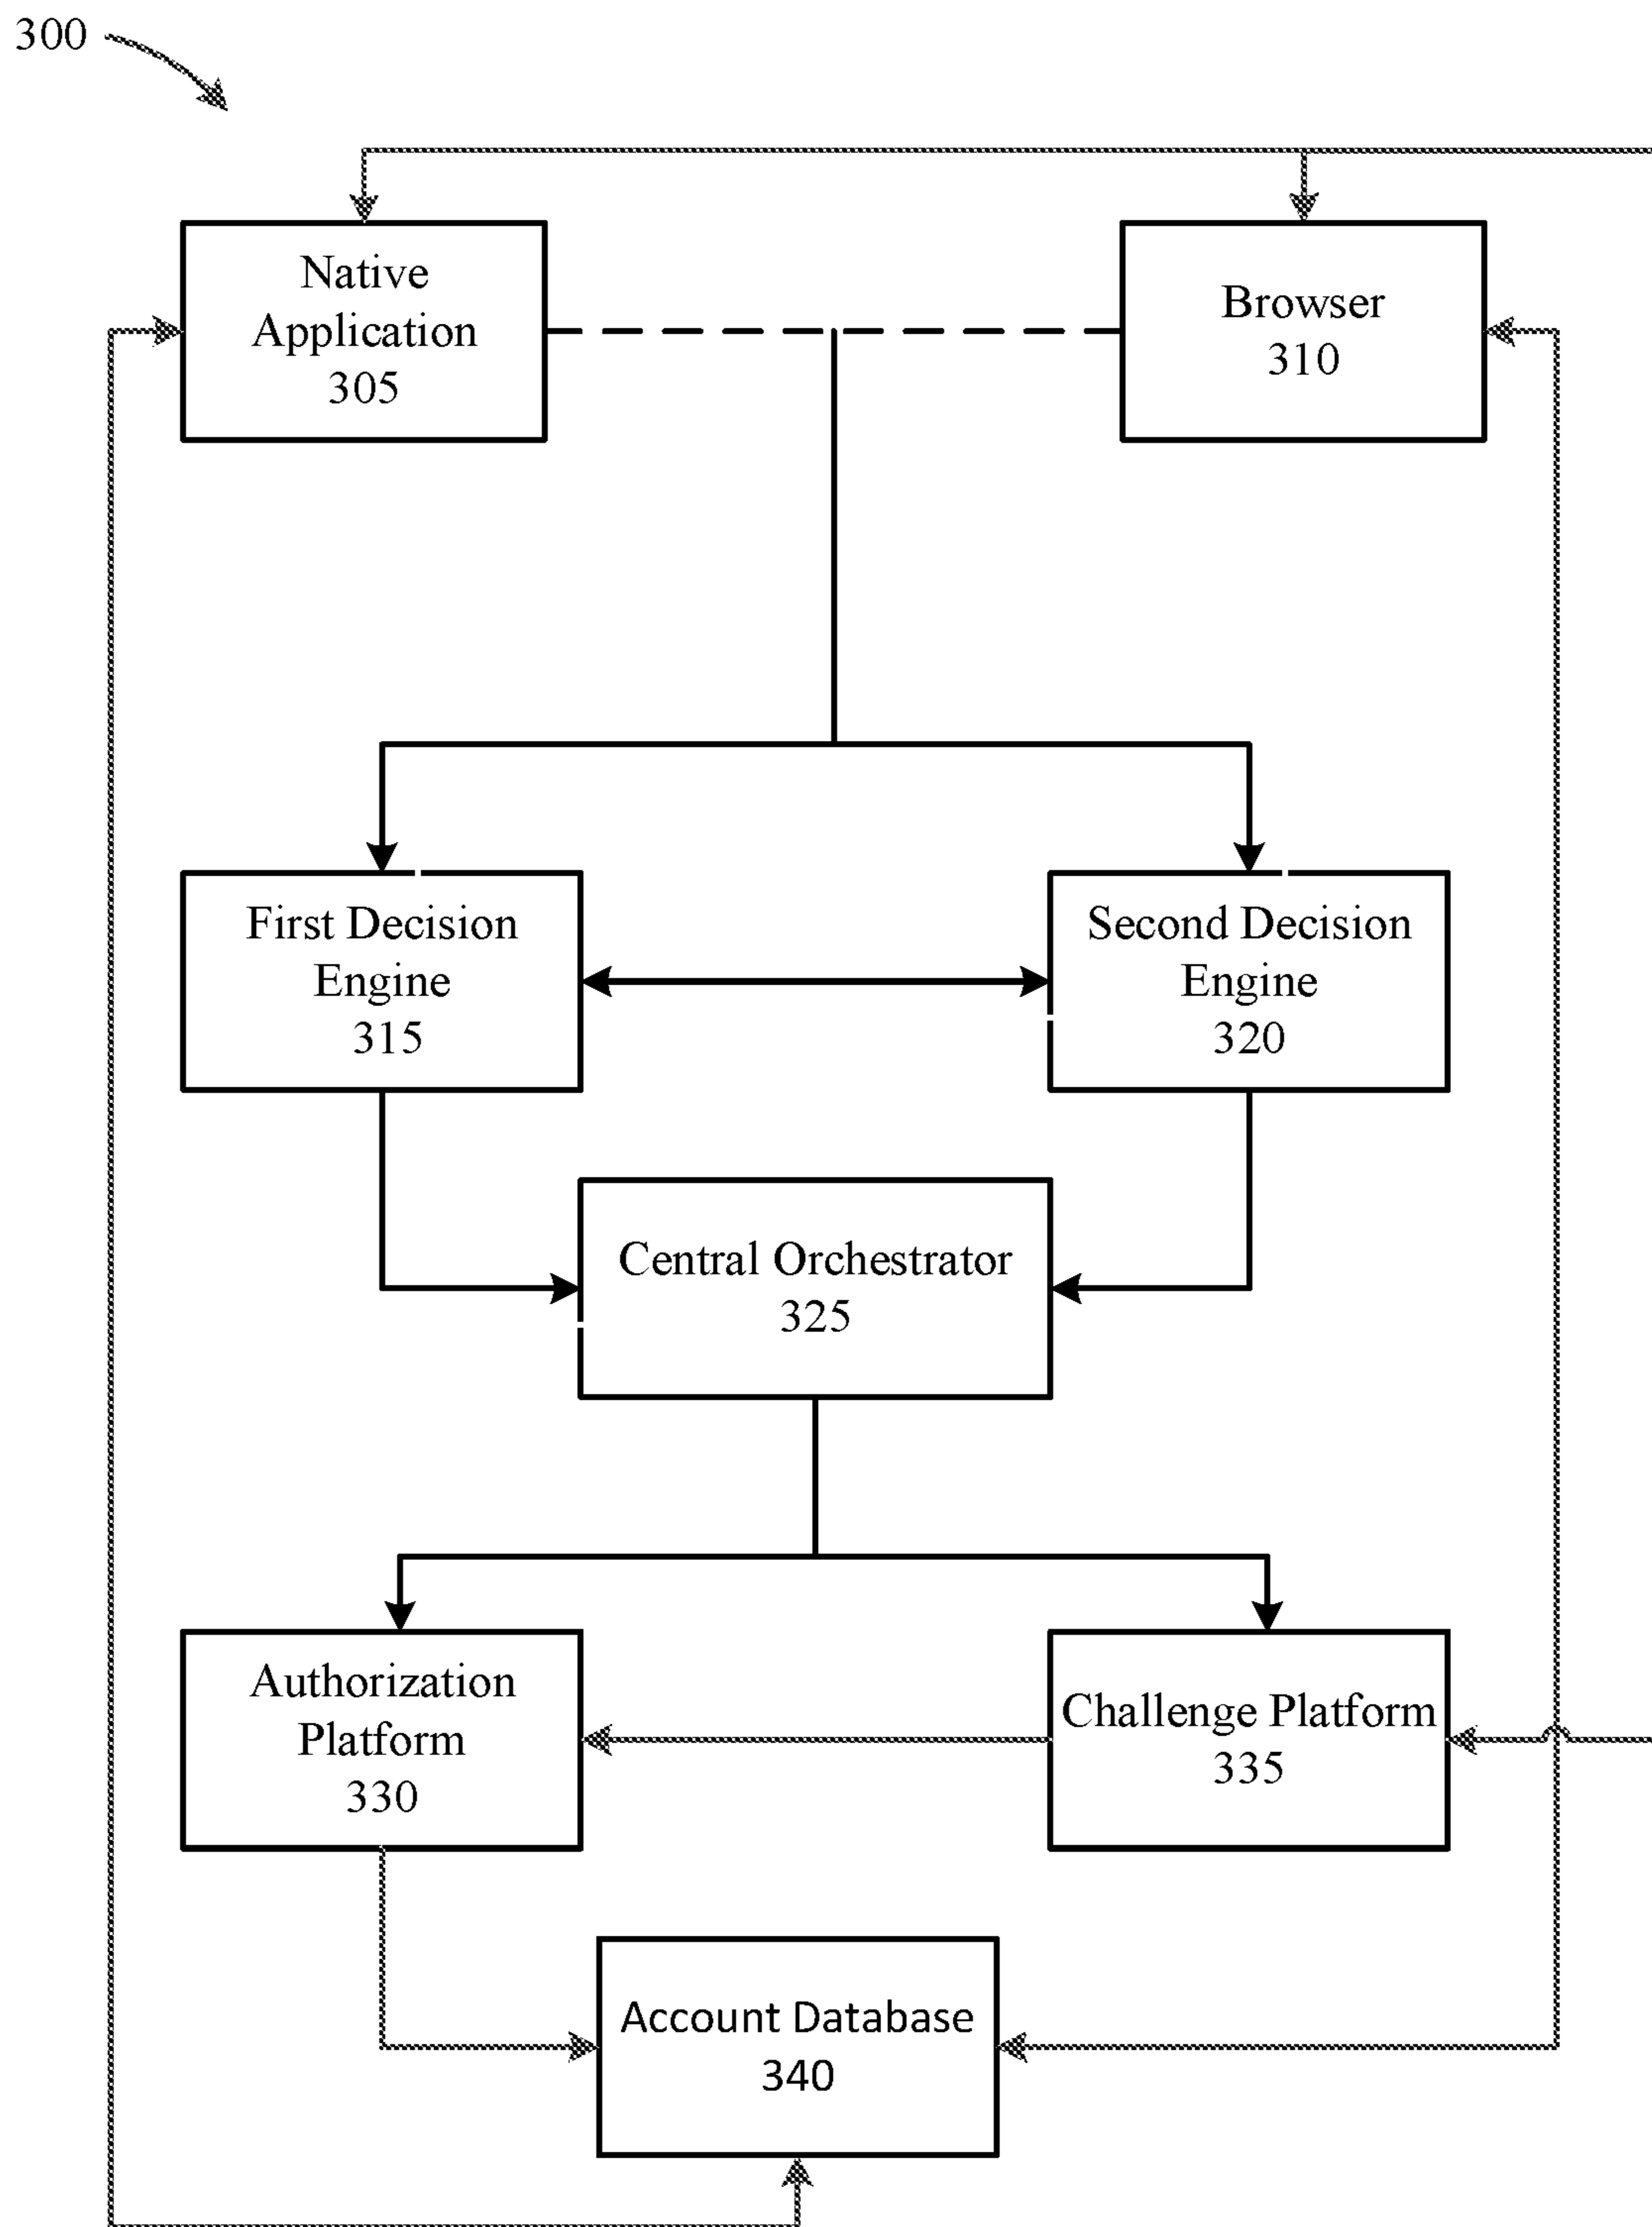 300
Native
Application
305
Browser
310
First Decision
Engine
315
Second Decision
Engine
320
Central Orchestrator
325
Authorization
Platform
330
Challenge Platform
335
Account Database
340